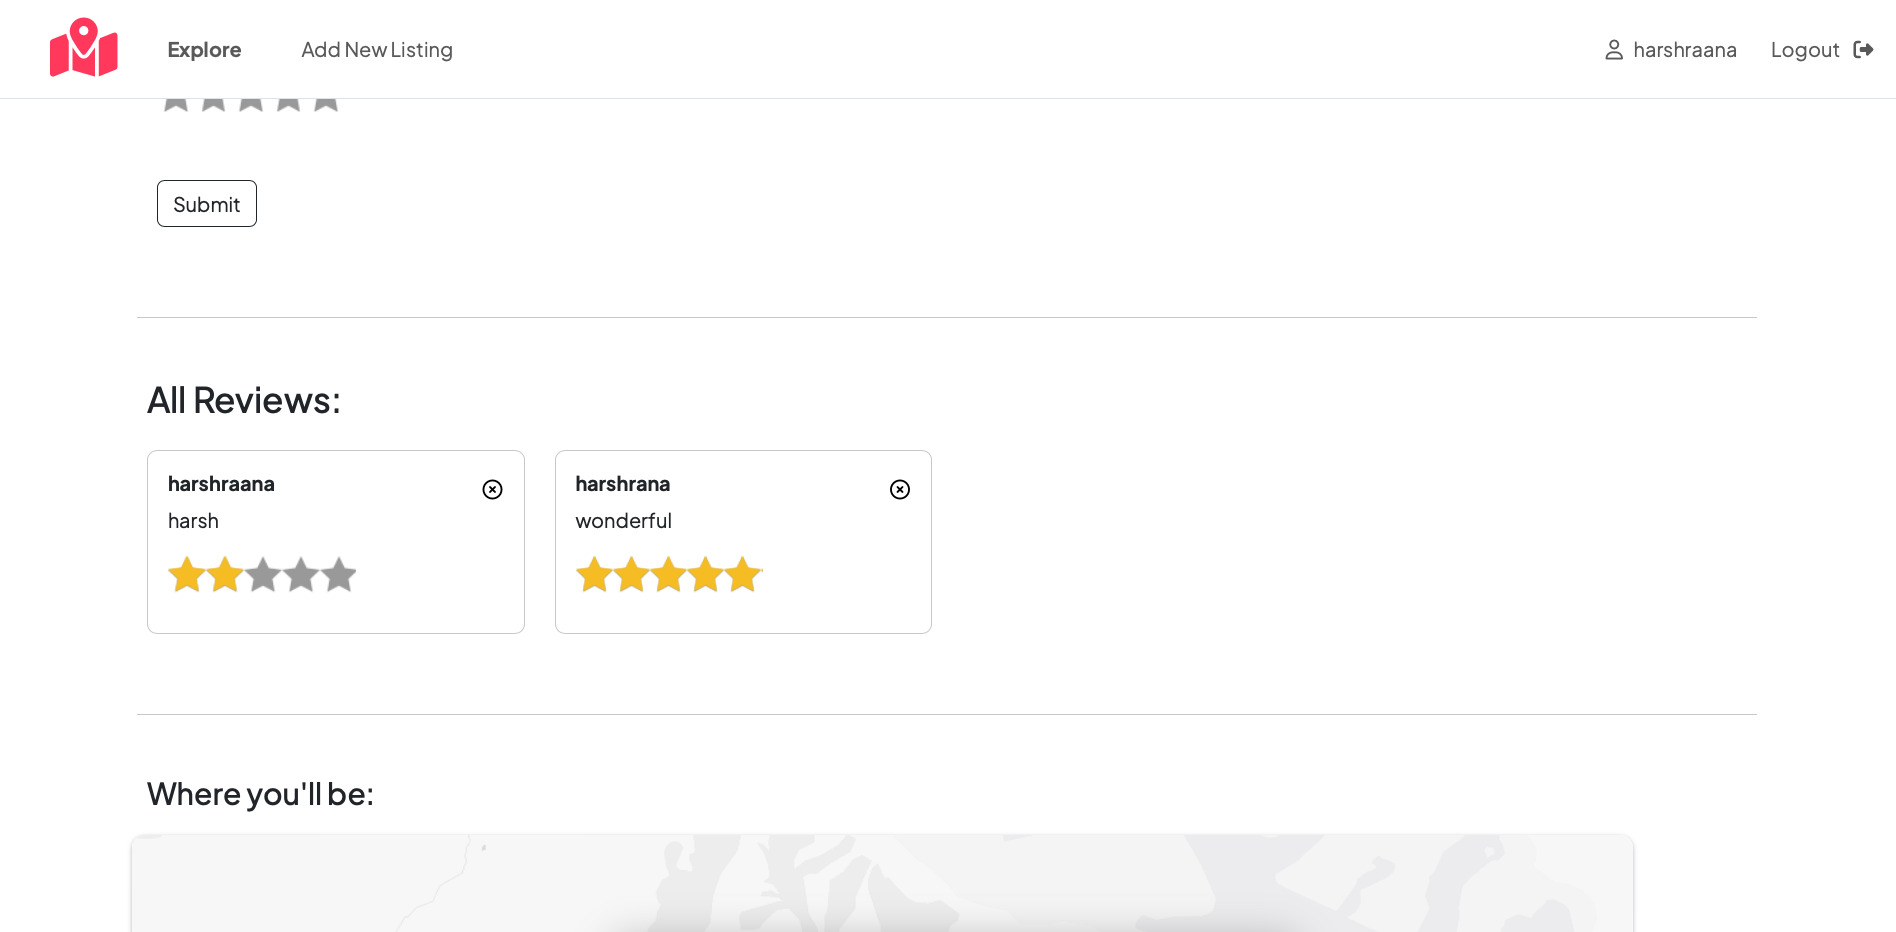 Explore Add New Listing harshraana Logout
Submit
All Reviews:
harshraana
harsh
harshrana
wonderful
Where you'll be: